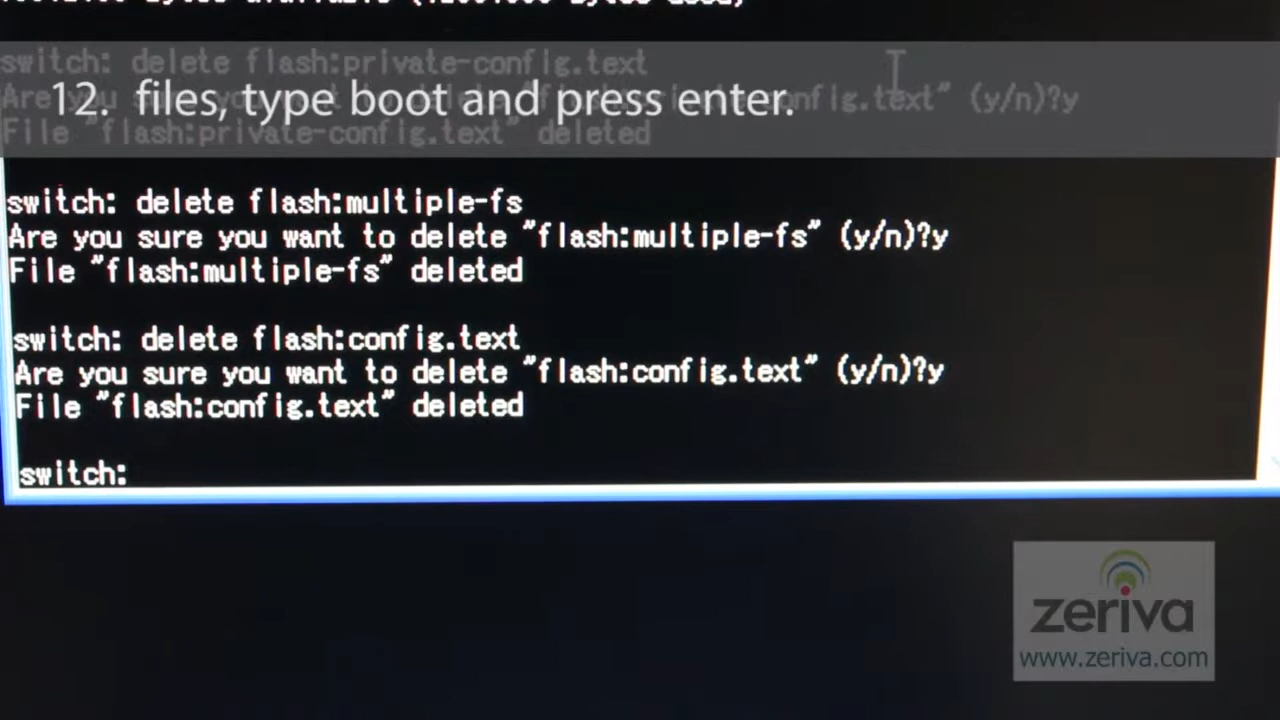 switch: delete flash:private-config.text
12. files, type boot and press enter.
File "flash:private-config.text" deleted
switch: delete flash:multiple-fs
Are you sure you want to delete "flash:multiple-fs" (y/n)?y
File "flash:multiple-fs" deleted
switch: delete flash:config.text
Are you sure you want to delete "flash:config.text" (y/n)?y
File "flash:config.text" deleted
switch:
zeriva
www.zeriva.com